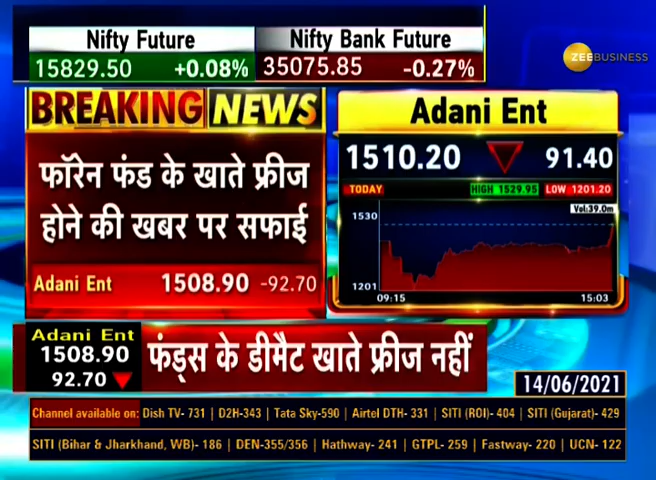 Nifty Future
15829.50 +0.08%
Nifty Bank Future
35075.85 -0.27%
ZEE BUSINESS
BREAKING NEWS
फॉरेन फंड के खाते फ्रीज
होने की खबर पर सफाई
Adani Ent 1508.90 -92.70
Adani Ent
1510.20 91.40
TODAY HIGH 1529.95 LOW 1201.20
Vol:39.0m
1530
1201
09:15 15:03
Adani Ent
1508.90
92.70
फंड्स के डीमैट खाते फ्रीज नहीं
14/06/2021
Channel available on: Dish TV- 731 | D2H-343 | Tata Sky-590 | Airtel DTH- 331 | SITI (ROI)- 404 | SITI (Gujarat)- 429
SITI (Bihar & Jharkhand, WB)- 186 | DEN-355/356 | Hathway- 241 | GTPL- 259 | Fastway- 220 | UCN- 122